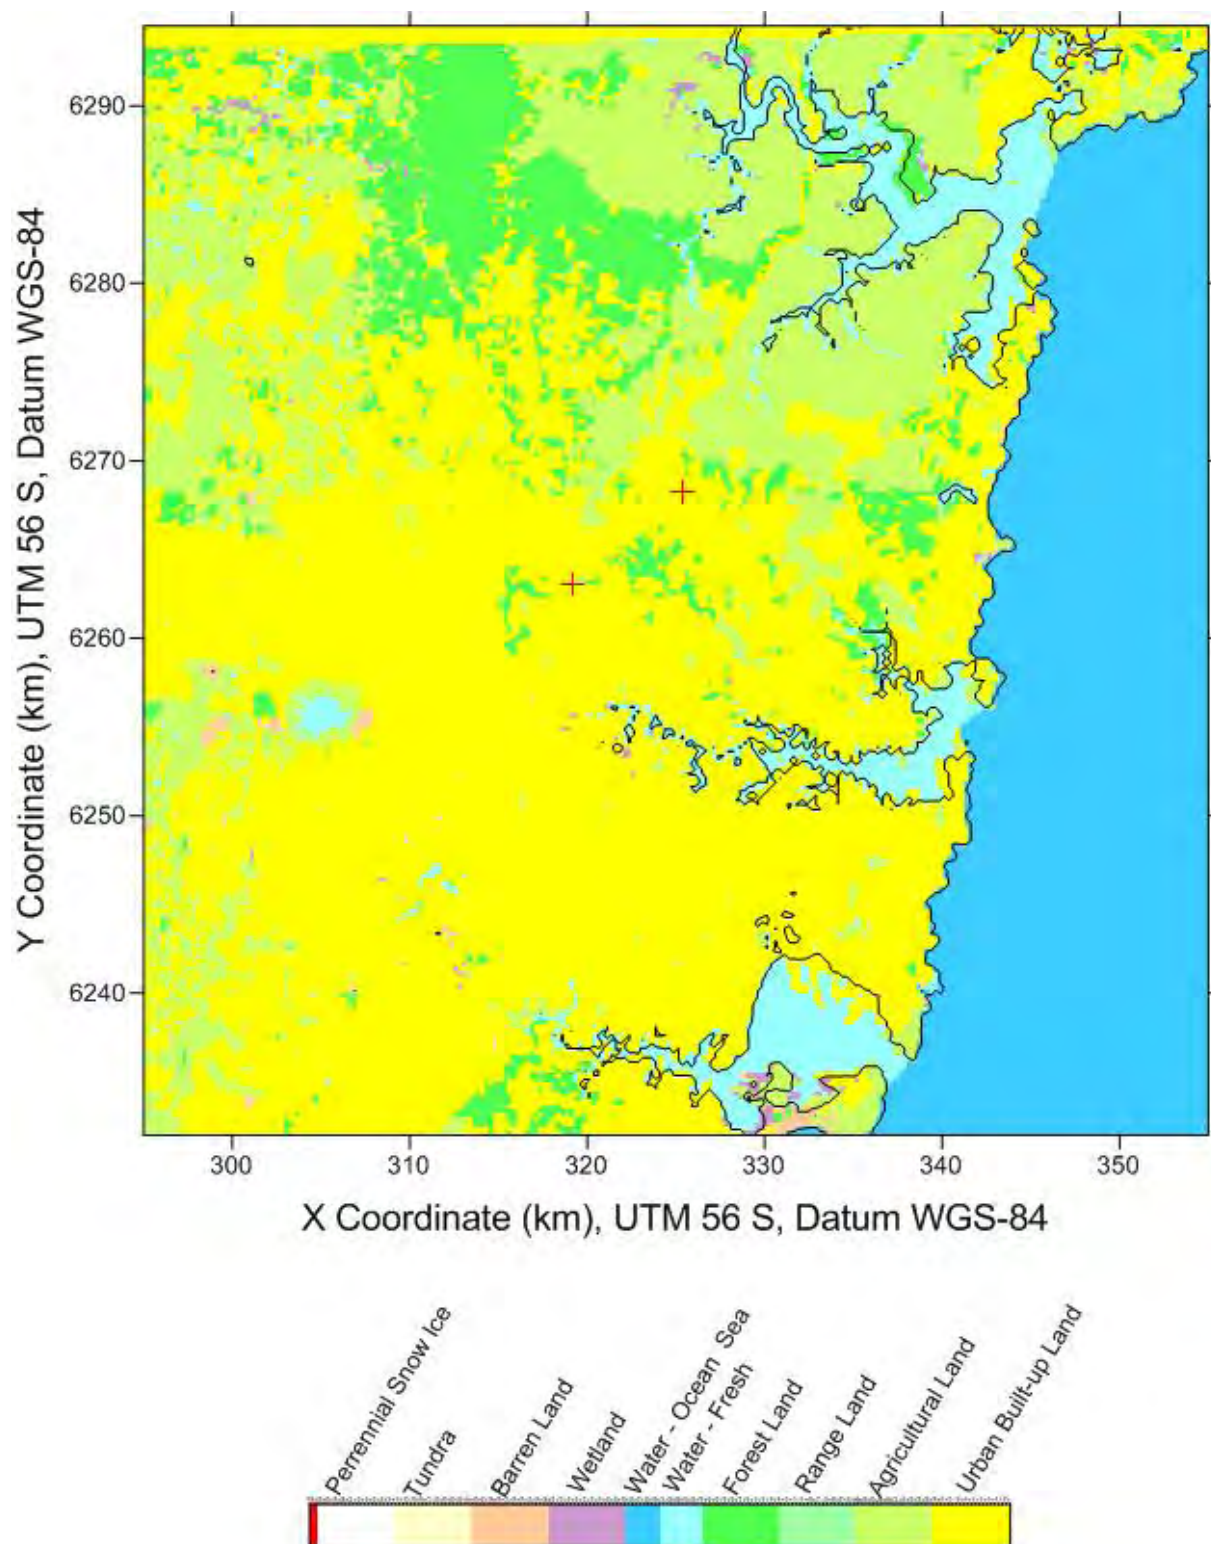 6290
6280
6270
6260
6250
6240
Y Coordinate (km), UTM 56 S, Datum WGS-84
300 310 320 330 340 350
X Coordinate (km), UTM 56 S, Datum WGS-84
Perrennial Snow Ice
Tundra
Barren Land
Wetland
Water - Ocean Sea
Water - Fresh
Forest Land
Range Land
Agricultural Land
Urban Built-up Land